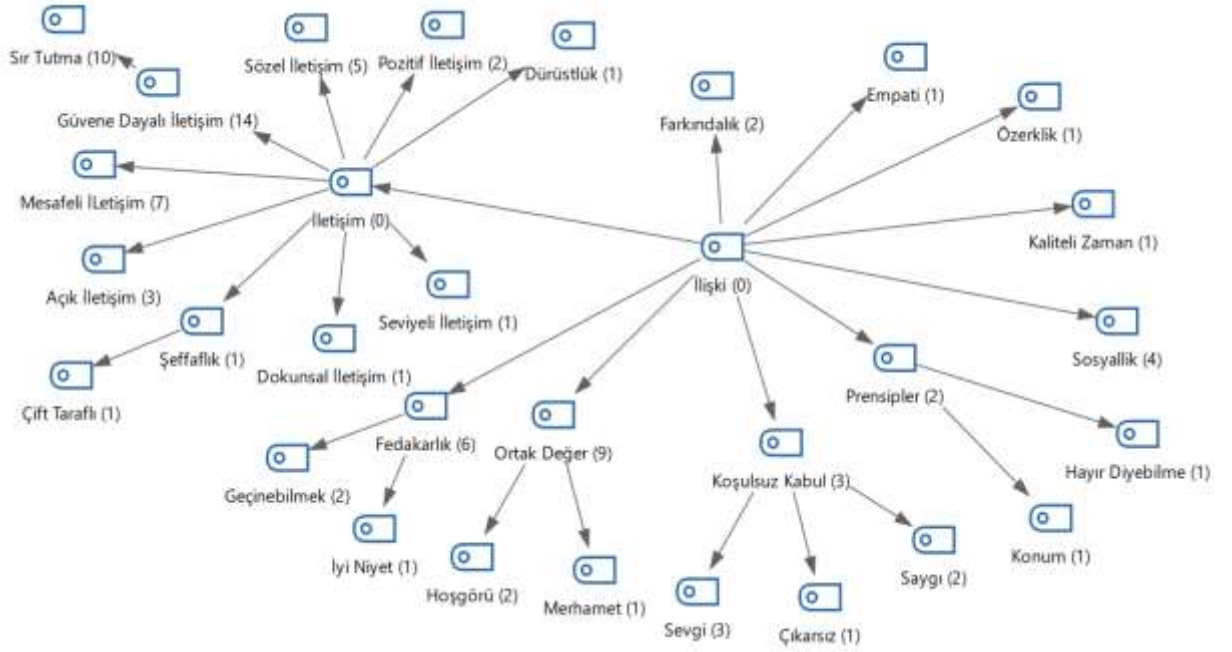 Sır Tutma (10)
Sözel İletişim (5)
Pozitif İletişim (2)
Dürüstlük (1)
Güvene Dayalı İletişim (14)
Mesafeli İLetişim (7)
İletişim (0)
Açık İletişim (3)
Seviyeli İletişim (1)
Şeffaflık (1)
Dokunsal İletişim (1)
Çift Taraflı (1)
Farkındalık (2)
Empati (1)
Özerklik (1)
Kaliteli Zaman (1)
İlişki (0)
Sosyallik (4)
Prensipler (2)
Fedakarlık (6)
Ortak Değer (9)
Koşulsuz Kabul (3)
Hayır Diyebilme (1)
Geçinebilmek (2)
İyi Niyet (1)
Hoşgörü (2)
Merhamet (1)
Sevgi (3)
Çıkarsız (1)
Saygı (2)
Konum (1)